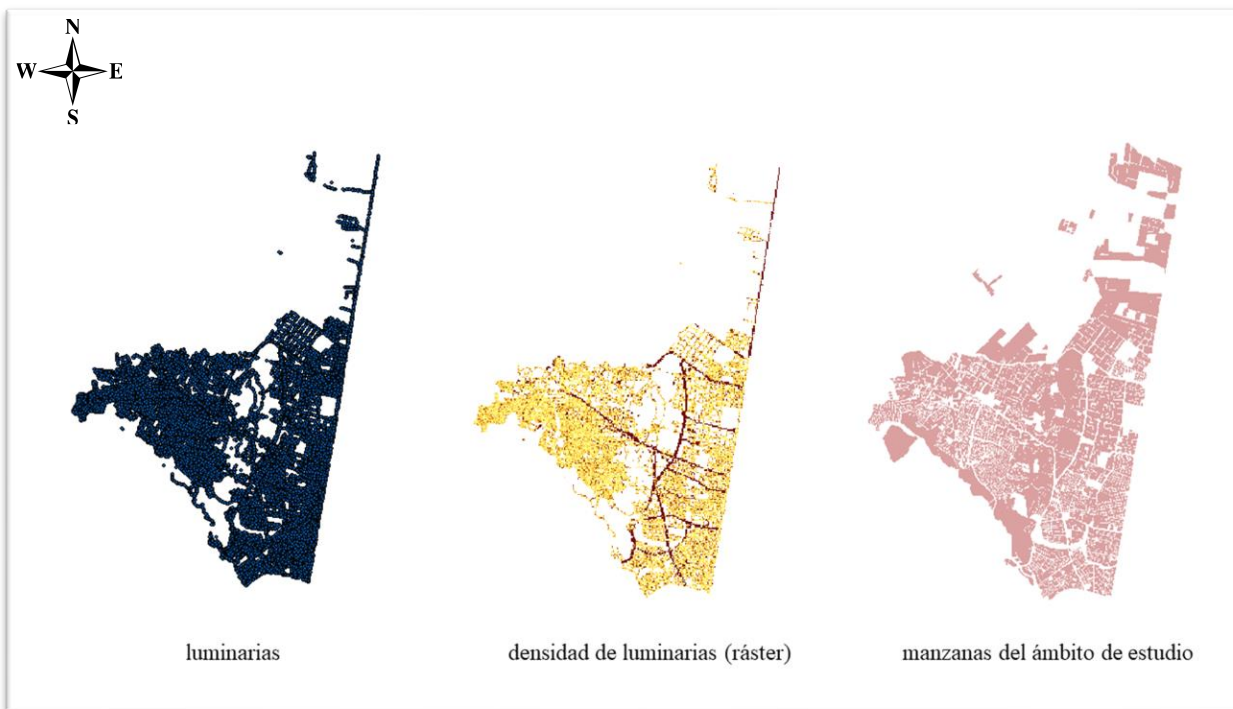 N
W E
S
luminarias
densidad de luminarias (ráster)
manzanas del ámbito de estudio